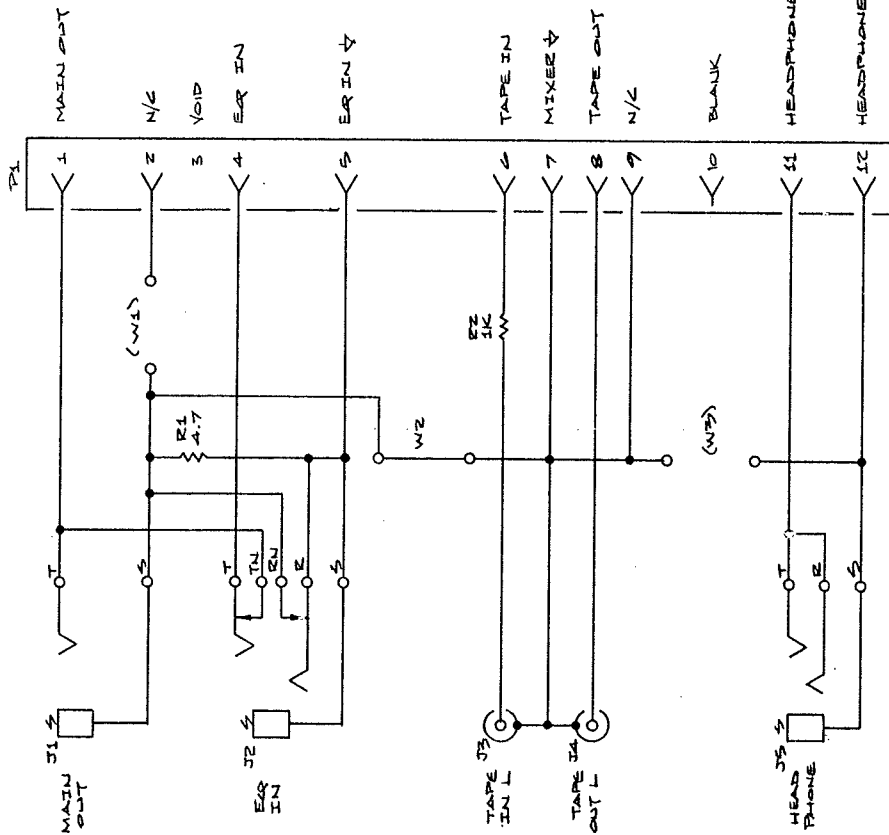 P1
1 MAIN OUT
2 N/C
3 VOID
4 EQ IN
5 EQ IN
6 TAPE IN
7 MIXER
8 TAPE OUT
9 N/C
10 BLANK
11 HEADPHONE
12 HEADPHONE
(W1)
R1
4.7
W2
R2
1K
(W3)
T
S
T
TN
RN
R
S
T
R
S
J1 S
MAIN
OUT
J2 S
EQ
IN
J3
TAPE
IN L
J4
TAPE
OUT L
J5 S
HEAD
PHONE